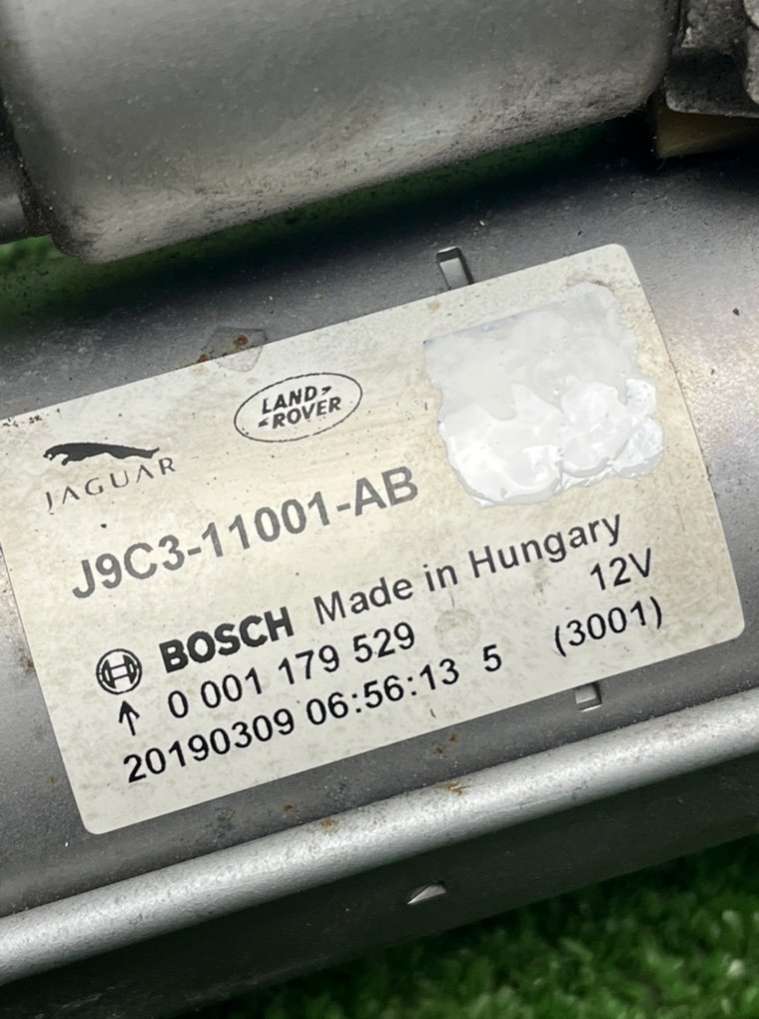 LAND
ROVER
JAGUAR
J9C3-11001-AB
BOSCH Made in Hungary
0 001 179 529 12V
20190309 06:56:13 5 (3001)